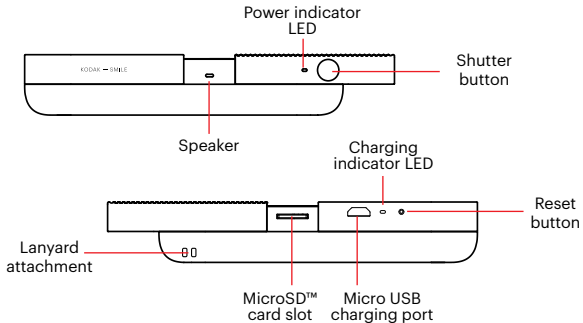 Power indicator
LED
KODAK — SMILE
Shutter
button
Speaker
Charging
indicator LED
Reset
button
Lanyard
attachment
MicroSD™
card slot
Micro USB
charging port